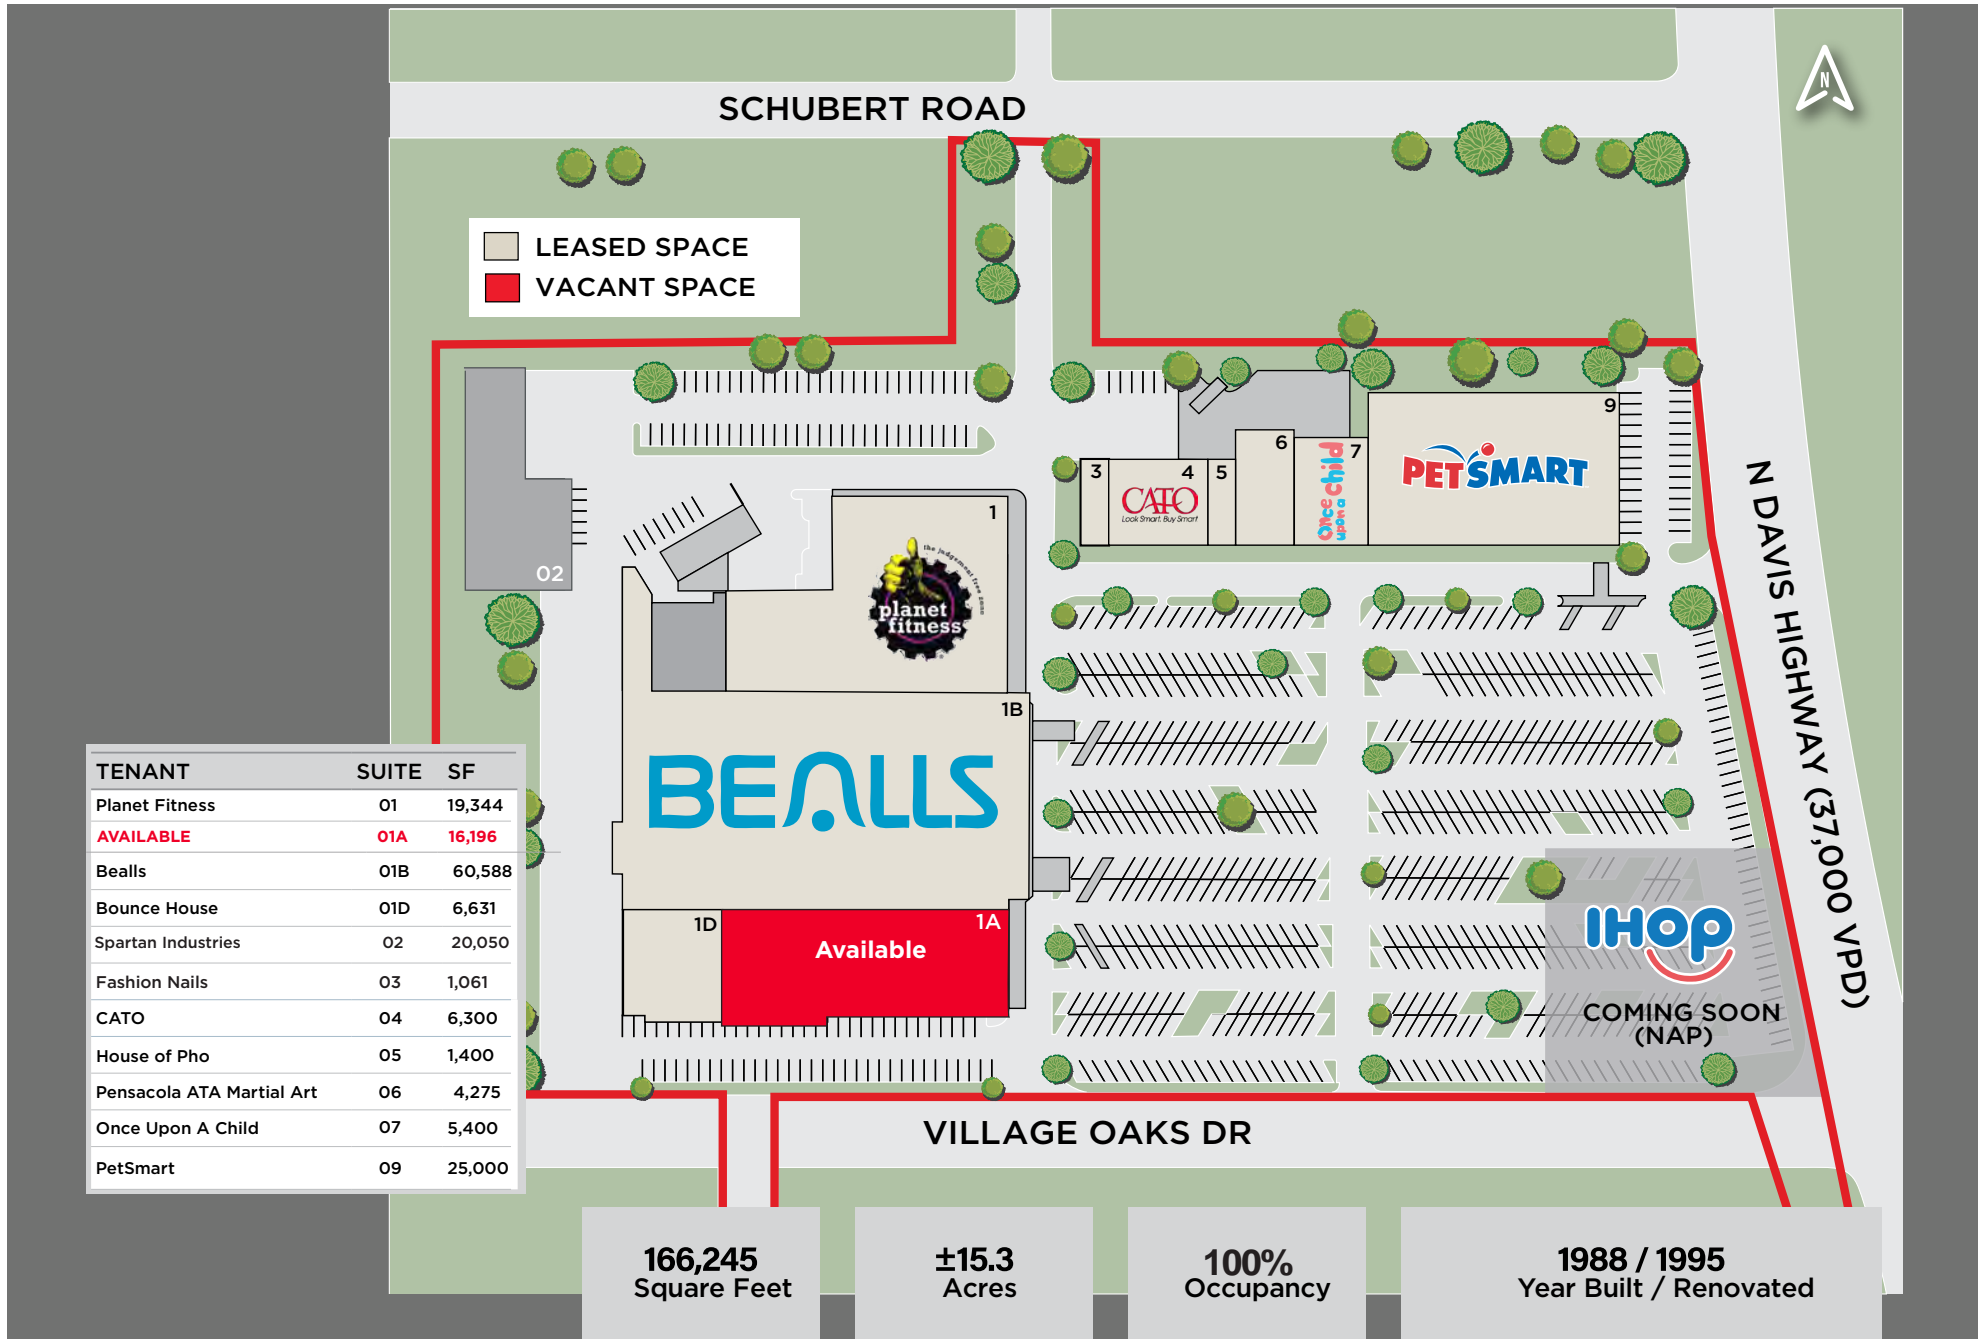 SCHUBERT ROAD
N
LEASED SPACE
VACANT SPACE
9
6
7
3
4
5
CATO
Look Smart. Buy Smart
Once
upon a
child
PETSMART
N DAVIS HIGHWAY (37,000 VPD)
02
1
the judgement free zone
planet
fitness
1B
BEALLS
1D
1A
Available
IHOP
COMING SOON
(NAP)
TENANT SUITE SF
Planet Fitness 01 19,344
AVAILABLE 01A 16,196
Bealls 01B 60,588
Bounce House 01D 6,631
Spartan Industries 02 20,050
Fashion Nails 03 1,061
CATO 04 6,300
House of Pho 05 1,400
Pensacola ATA Martial Art 06 4,275
Once Upon A Child 07 5,400
PetSmart 09 25,000
VILLAGE OAKS DR
166,245
Square Feet
±15.3
Acres
100%
Occupancy
1988 / 1995
Year Built / Renovated